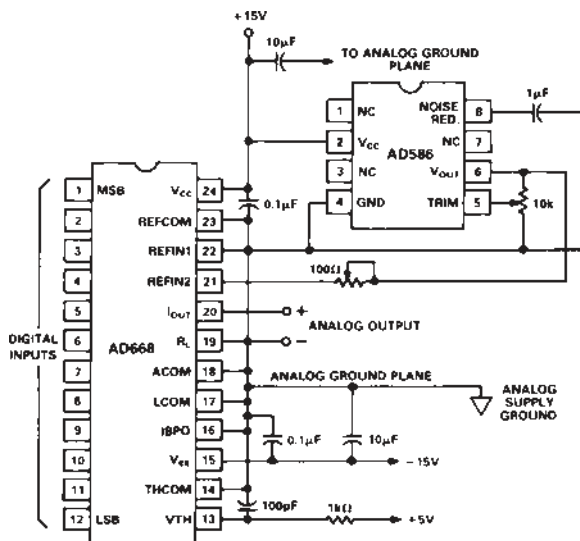 +15V
10μF
TO ANALOG GROUND
PLANE
1 NC
NOISE
RED. 8
1μF
2 VCC
NC 7
AD586
3 NC
VOUT 6
4 GND
TRIM 5
10k
1 MSB
VCC 24
0.1μF
2
REFCOM 23
3
REFIN1 22
4
REFIN2 21
100Ω
5
IOUT 20
+
ANALOG OUTPUT
DIGITAL
INPUTS
6
AD668
RL 19
–
7
ACOM 18
ANALOG GROUND PLANE
8
LCOM 17
ANALOG
SUPPLY
GROUND
9
IBPO 16
0.1μF
10μF
10
VEE 15
–15V
11
THCOM 14
100pF
1kΩ
12 LSB
VTH 13
+5V